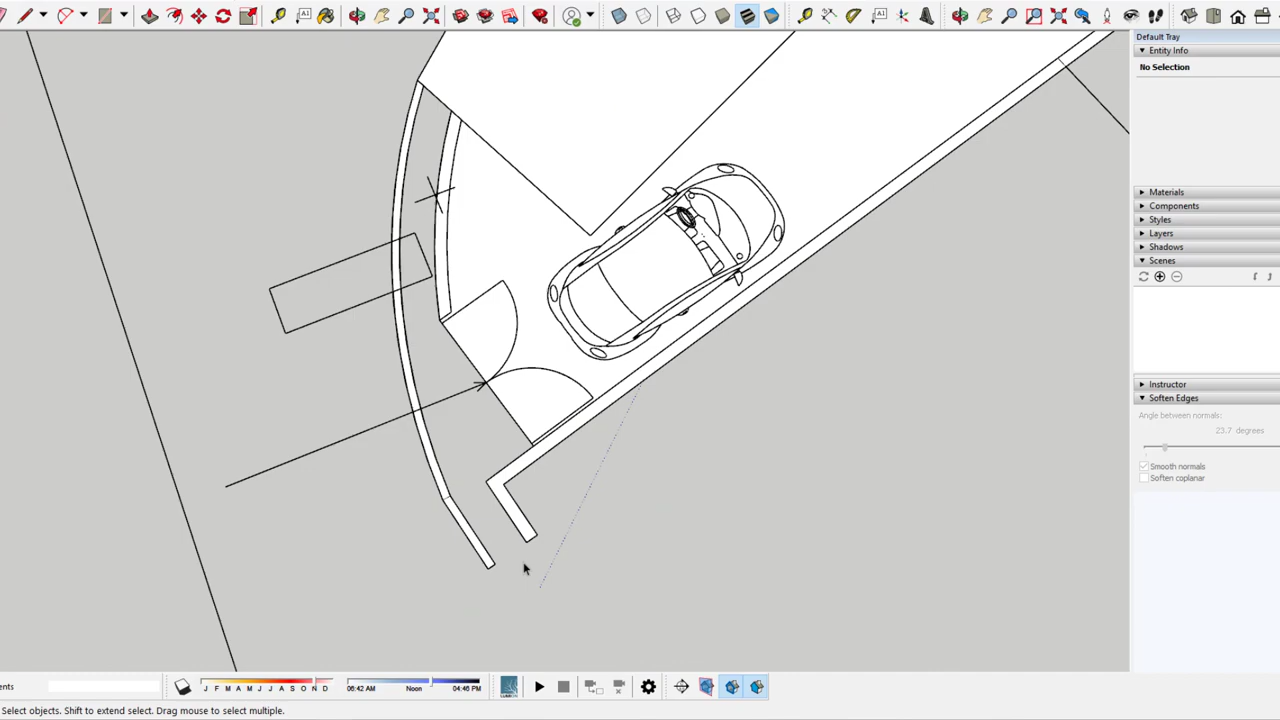 Default Tray
Entity Info
No Selection
Materials
Components
Styles
Layers
Shadows
Scenes
Instructor
Soften Edges
Angle between normals:
23.7 degrees
Smooth normals
Soften coplanar
ents
J F M A M J J A S O N D
06:42 AM Noon 04:46 PM
LUMION
Select objects. Shift to extend select. Drag mouse to select multiple.